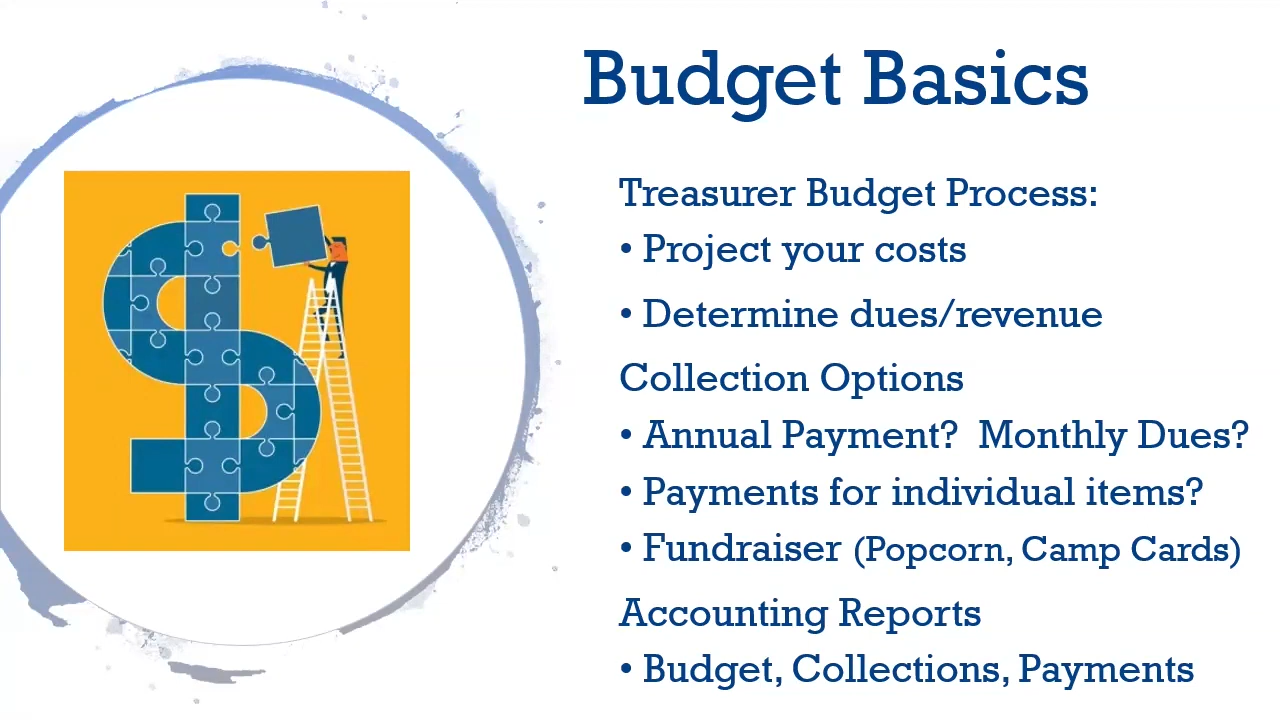 Budget Basics
Treasurer Budget Process:
• Project your costs
• Determine dues/revenue
Collection Options
• Annual Payment?  Monthly Dues?
• Payments for individual items?
• Fundraiser (Popcorn, Camp Cards)
Accounting Reports
• Budget, Collections, Payments